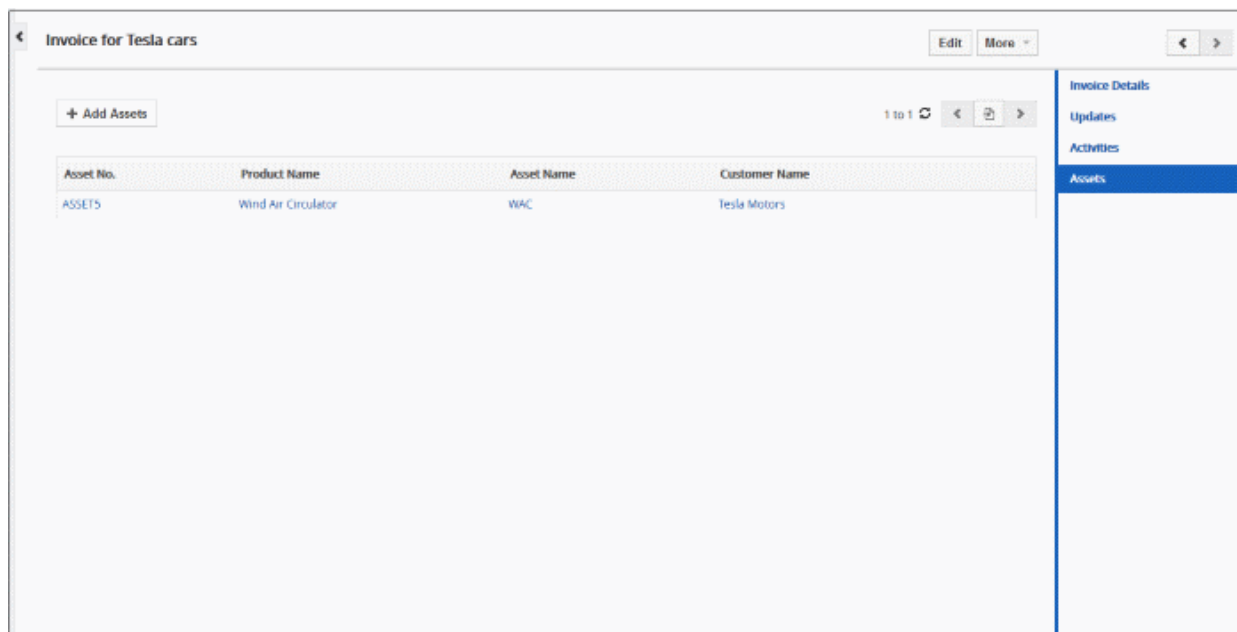 Invoice for Tesla cars
Edit
More
Invoice Details
+ Add Assets
1 to 1
Updates
Activities
Asset No. Product Name Asset Name Customer Name
Assets
ASSET5 Wind Air Circulator WAC Tesla Motors